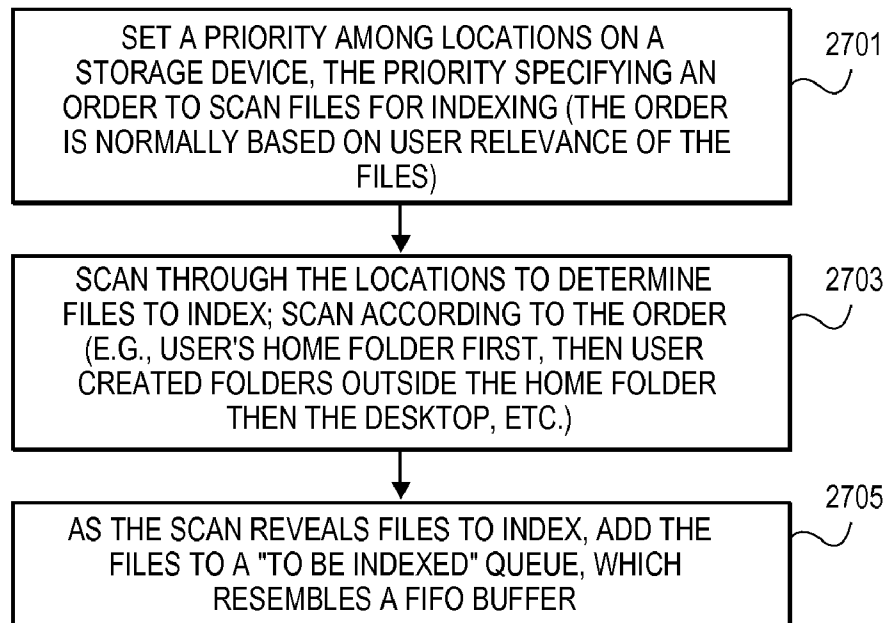 SET A PRIORITY AMONG LOCATIONS ON A
STORAGE DEVICE, THE PRIORITY SPECIFYING AN
ORDER TO SCAN FILES FOR INDEXING (THE ORDER
IS NORMALLY BASED ON USER RELEVANCE OF THE
FILES)
2701
SCAN THROUGH THE LOCATIONS TO DETERMINE
FILES TO INDEX; SCAN ACCORDING TO THE ORDER
(E.G., USER'S HOME FOLDER FIRST, THEN USER
CREATED FOLDERS OUTSIDE THE HOME FOLDER
THEN THE DESKTOP, ETC.)
2703
AS THE SCAN REVEALS FILES TO INDEX, ADD THE
FILES TO A "TO BE INDEXED" QUEUE, WHICH
RESEMBLES A FIFO BUFFER
2705